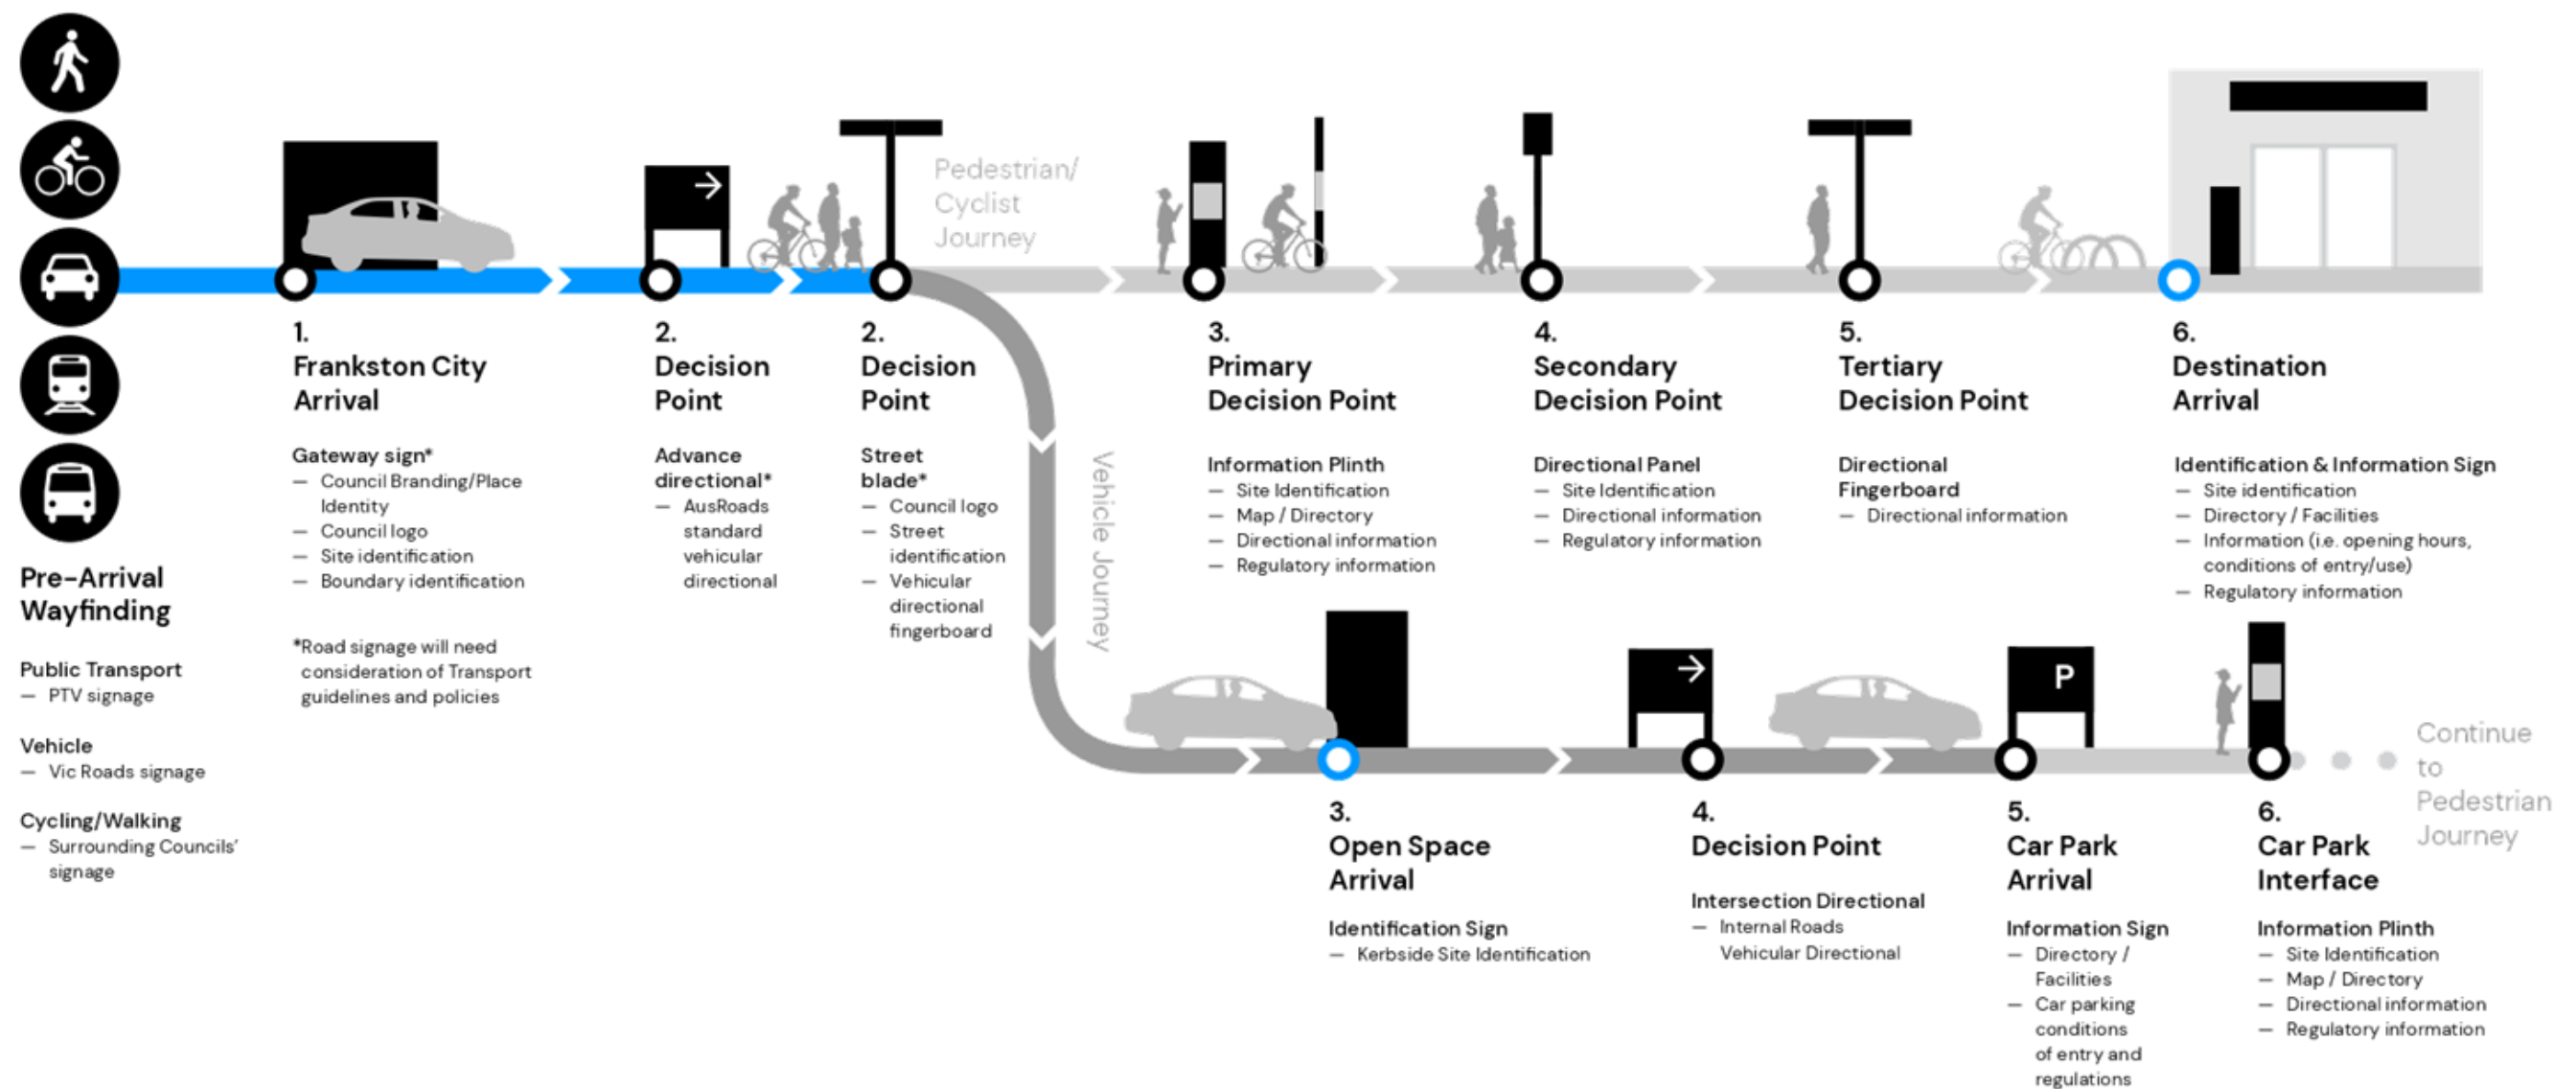 Pre-Arrival
Wayfinding
Public Transport
— PTV signage
Vehicle
— Vic Roads signage
Cycling/Walking
— Surrounding Councils'
signage
1.
Frankston City
Arrival
Gateway sign*
— Council Branding/Place
Identity
— Council logo
— Site identification
— Boundary identification
*Road signage will need
consideration of Transport
guidelines and policies
2.
Decision
Point
Advance
directional*
— AusRoads
standard
vehicular
directional
2.
Decision
Point
Street
blade*
— Council logo
— Street
identification
— Vehicular
directional
fingerboard
Pedestrian/
Cyclist
Journey
3.
Primary
Decision Point
Information Plinth
— Site Identification
— Map / Directory
— Directional information
— Regulatory information
4.
Secondary
Decision Point
Directional Panel
— Site Identification
— Directional information
— Regulatory information
5.
Tertiary
Decision Point
Directional
Fingerboard
— Directional information
6.
Destination
Arrival
Identification & Information Sign
— Site identification
— Directory / Facilities
— Information (i.e. opening hours,
conditions of entry/use)
— Regulatory information
Vehicle Journey
3.
Open Space
Arrival
Identification Sign
— Kerbside Site Identification
4.
Decision Point
Intersection Directional
— Internal Roads
Vehicular Directional
P
5.
Car Park
Arrival
Information Sign
— Directory /
Facilities
— Car parking
conditions
of entry and
regulations
6.
Car Park
Interface
Information Plinth
— Site Identification
— Map / Directory
— Directional information
— Regulatory information
Continue
to
Pedestrian
Journey